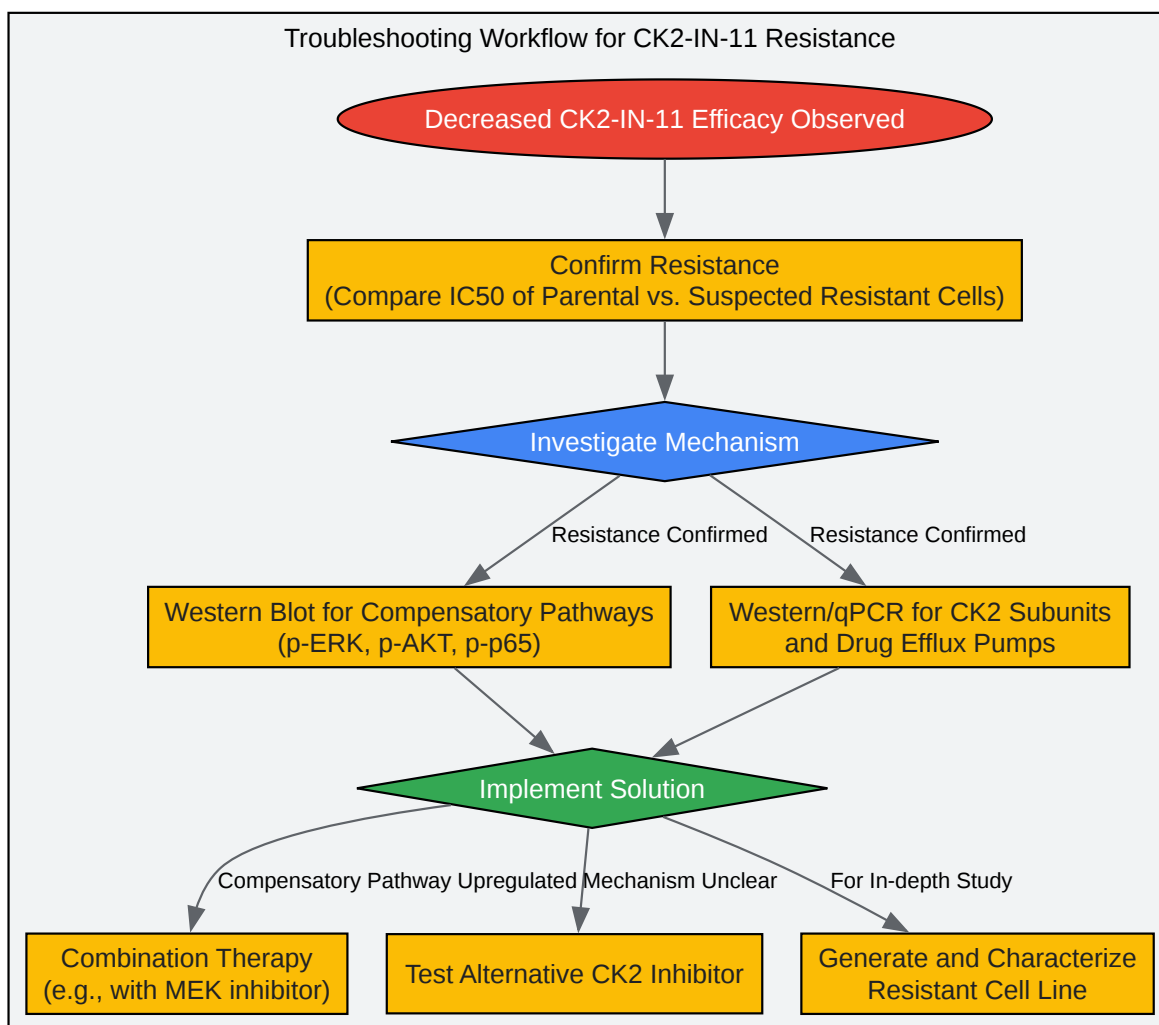 Troubleshooting Workflow for CK2-IN-11 Resistance
Decreased CK2-IN-11 Efficacy Observed
Confirm Resistance
(Compare IC50 of Parental vs. Suspected Resistant Cells)
Investigate Mechanism
Resistance Confirmed
Resistance Confirmed
Western Blot for Compensatory Pathways
(p-ERK, p-AKT, p-p65)
Western/qPCR for CK2 Subunits
and Drug Efflux Pumps
Implement Solution
Compensatory Pathway Upregulated
Mechanism Unclear
For In-depth Study
Combination Therapy
(e.g., with MEK inhibitor)
Test Alternative CK2 Inhibitor
Generate and Characterize
Resistant Cell Line